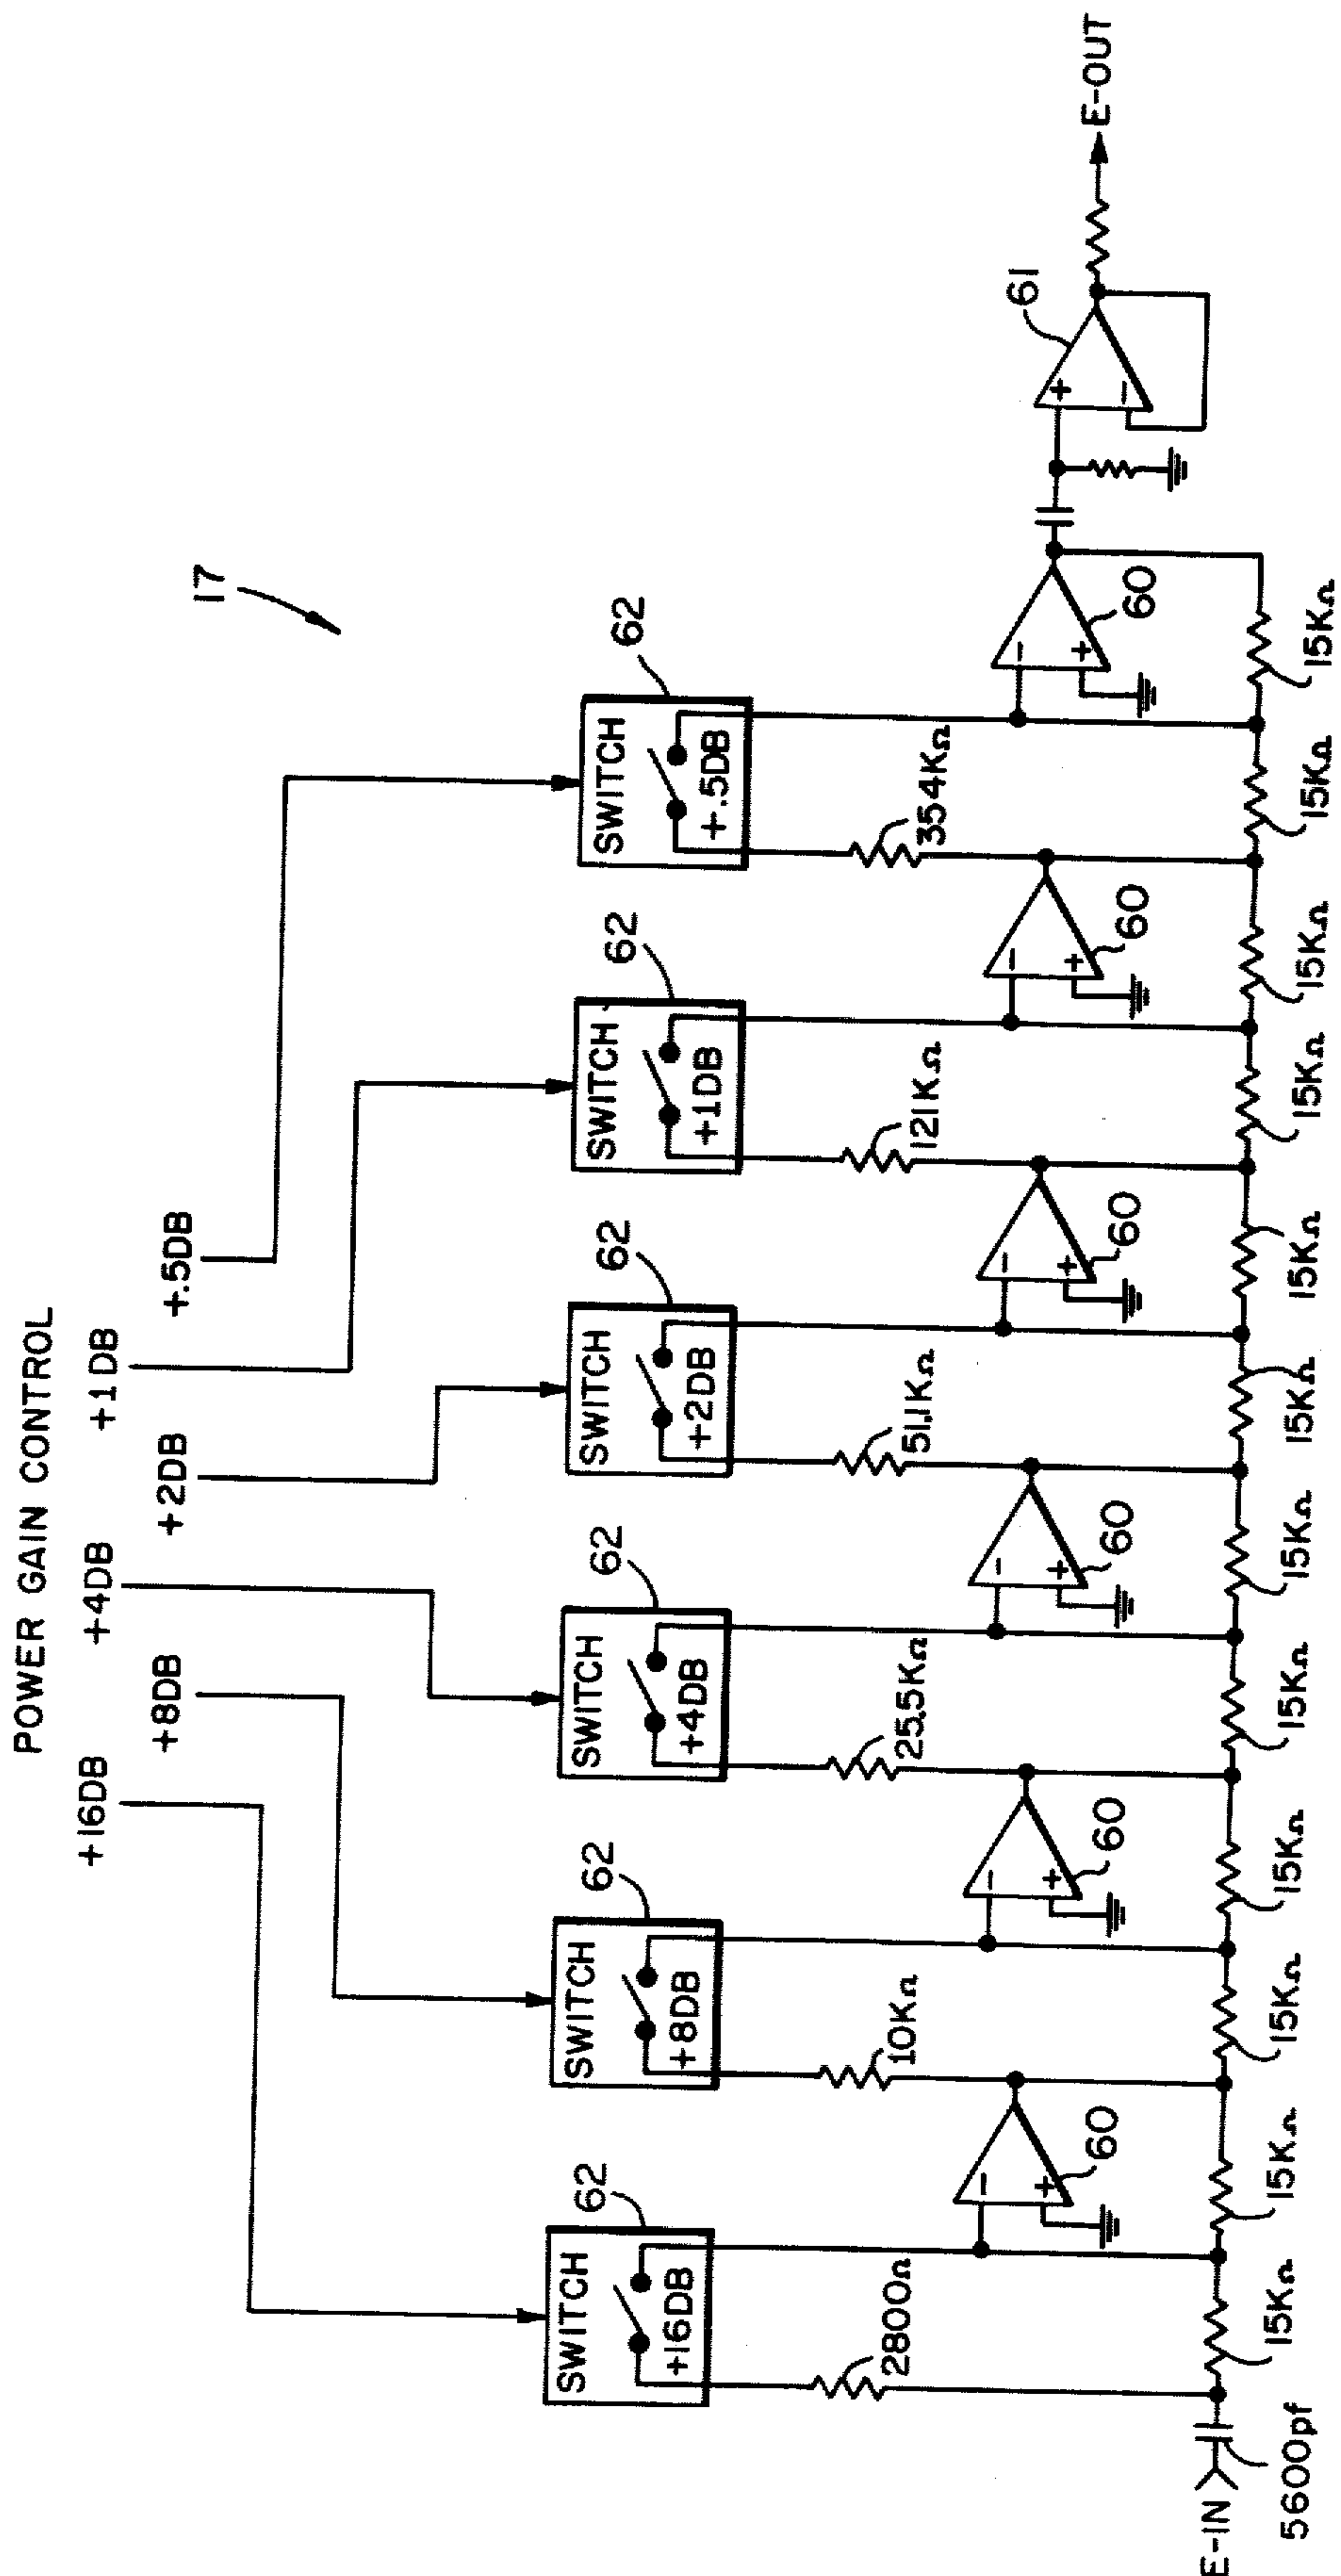 POWER GAIN CONTROL
+16DB
+8DB
+4DB
+2DB
+1DB
+.5DB
17
62
SWITCH
+16DB
62
SWITCH
+8DB
62
SWITCH
+4DB
62
SWITCH
+2DB
62
SWITCH
+1DB
62
SWITCH
+.5DB
2800Ω
10KΩ
25.5KΩ
51.1KΩ
121KΩ
354KΩ
−
+
60
−
+
60
−
+
60
−
+
60
−
+
60
−
+
60
+
−
61
E-OUT
E-IN
5600pf
15KΩ
15KΩ
15KΩ
15KΩ
15KΩ
15KΩ
15KΩ
15KΩ
15KΩ
15KΩ
15KΩ
15KΩ